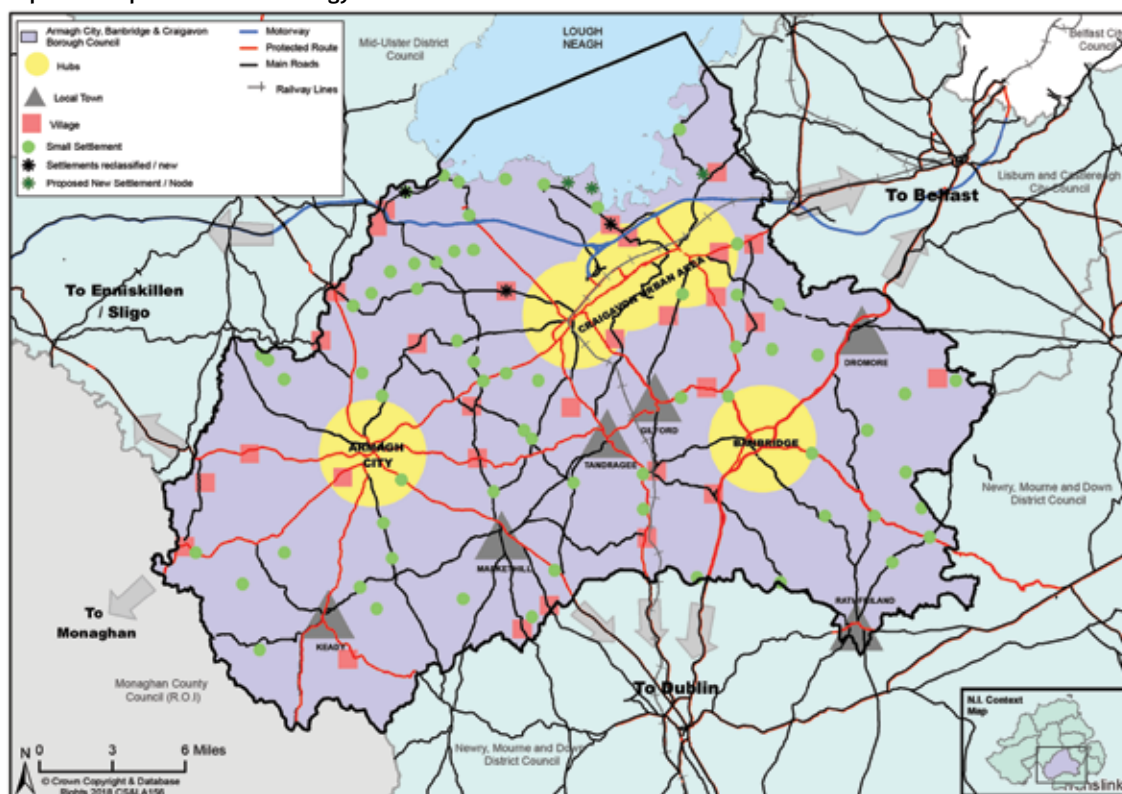 Armagh City, Banbridge & Craigavon
Borough Council
Hubs
Local Town
Village
Small Settlement
Settlements reclassified / new
Proposed New Settlement / Node
Motorway
Protected Route
Main Roads
Railway Lines
Mid-Ulster District
Council
LOUGH
NEAGH
Belfast City
Council
To Belfast
Lisburn and Castlereagh
City Council
To Enniskillen
/ Sligo
CRAIGAVON URBAN AREA
DROMORE
GILFORD
ARMAGH
CITY
TANDRAGEE
BANBRIDGE
Newry, Mourne and Down
District Council
MARKETHILL
RATHFRILAND
To
Monaghan
KEADY
To Dublin
Monaghan County
Council (R.O.I)
N.I. Context
Map
Newry, Mourne and Down
District Council
N
0 3 6 Miles
© Crown Copyright & Database
Rights 2018 CS&LA156